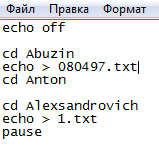 Файл Правка Формат
echo off
cd Abuzin
echo > 080497.txt
cd Anton
cd Alexsandrovich
echo > 1.txt
pause